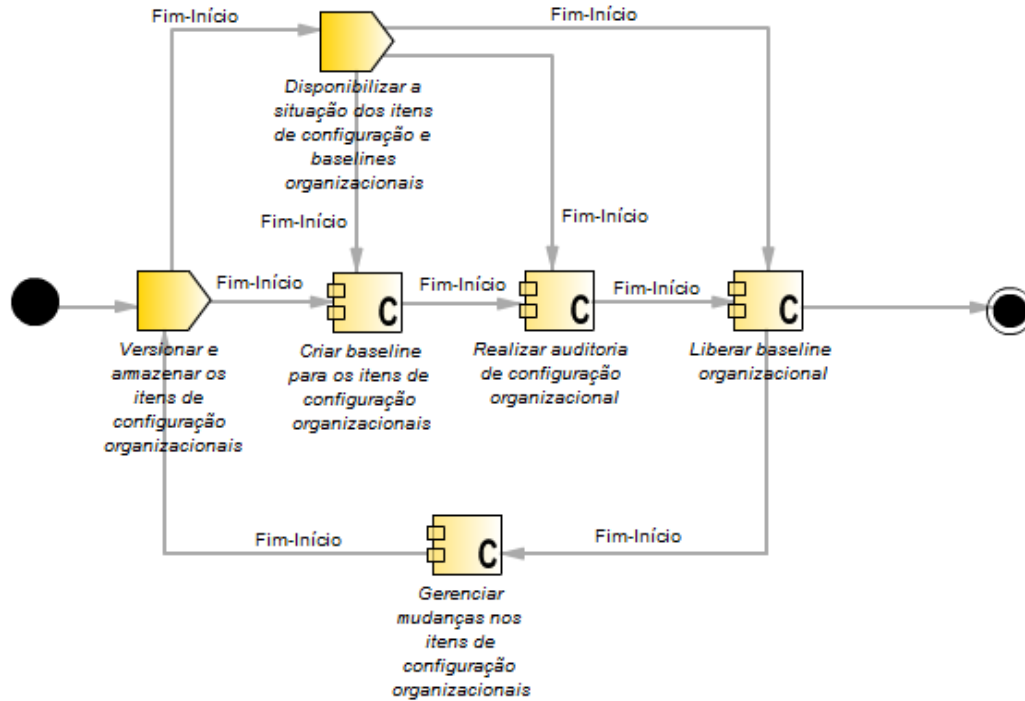 Fim-Início
Fim-Início
Disponibilizar a
situação dos itens
de configuração e
baselines
organizacionais
Fim-Início
Fim-Início
Fim-Início
Fim-Início
Fim-Início
C
C
C
Versionar e
armazenar os
itens de
configuração
organizacionais
Criar baseline
para os itens de
configuração
organizacionais
Realizar auditoria
de configuração
organizacional
Liberar baseline
organizacional
Fim-Início
Fim-Início
C
Gerenciar
mudanças nos
itens de
configuração
organizacionais